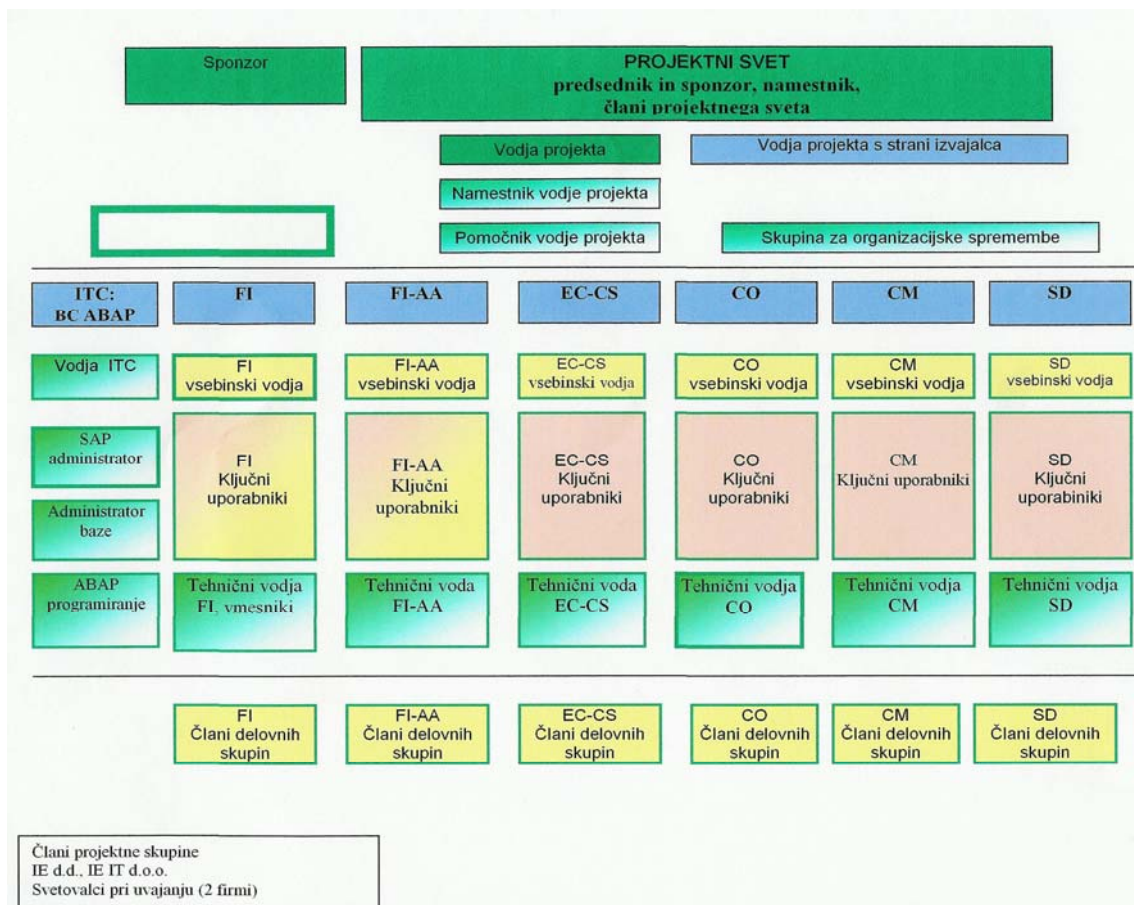 Sponzor
PROJEKTNI SVET
predsednik in sponzor, namestnik,
člani projektnega sveta
Vodja projekta
Vodja projekta s strani izvajalca
Namestnik vodje projekta
Pomočnik vodje projekta
Skupina za organizacijske spremembe
ITC:
BC ABAP
FI
FI-AA
EC-CS
CO
CM
SD
Vodja ITC
FI
vsebinski vodja
FI-AA
vsebinski vodja
EC-CS
vsebinski vodja
CO
vsebinski vodja
CM
vsebinski vodja
SD
vsebinski vodja
SAP
administrator
Administrator
baze
FI
Ključni
uporabniki
FI-AA
Ključni
uporabniki
EC-CS
Ključni
uporabniki
CO
Ključni
uporabniki
CM
Ključni uporabniki
SD
Ključni
uporabiniki
ABAP
programiranje
Tehnični vodja
FI, vmesniki
Tehnični voda
FI-AA
Tehnični voda
EC-CS
Tehnični vodja
CO
Tehnični vodja
CM
Tehnični vodja
SD
FI
Člani delovnih
skupin
FI-AA
Člani delovnih
skupin
EC-CS
Člani delovnih
skupin
CO
Člani delovnih
skupin
CM
Člani delovnih
skupin
SD
Člani delovnih
skupin
Člani projektne skupine
IE d.d., IE IT d.o.o.
Svetovalci pri uvajanju (2 firmi)